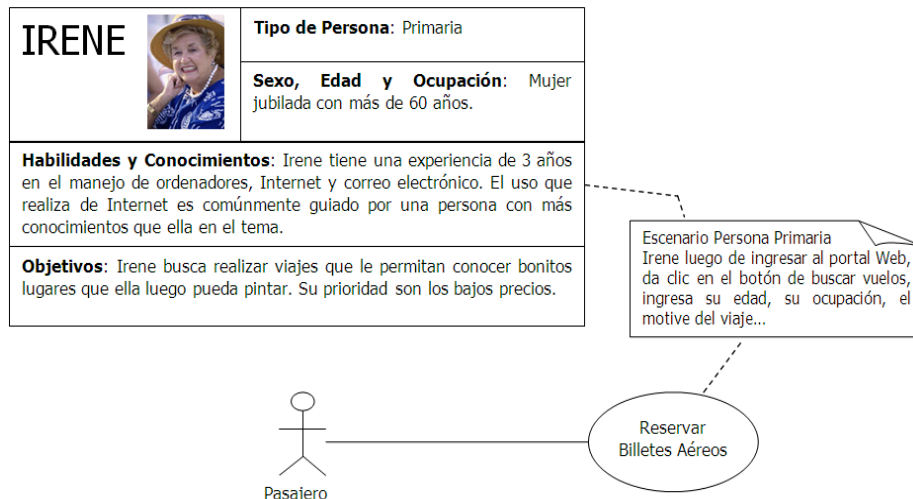 IRENE
Tipo de Persona: Primaria
Sexo, Edad y Ocupación: Mujer
jubilada con más de 60 años.
Habilidades y Conocimientos: Irene tiene una experiencia de 3 años
en el manejo de ordenadores, Internet y correo electrónico. El uso que
realiza de Internet es comúnmente guiado por una persona con más
conocimientos que ella en el tema.
Objetivos: Irene busca realizar viajes que le permitan conocer bonitos
lugares que ella luego pueda pintar. Su prioridad son los bajos precios.
Escenario Persona Primaria
Irene luego de ingresar al portal Web,
da clic en el botón de buscar vuelos,
ingresa su edad, su ocupación, el
motive del viaje...
Reservar
Billetes Aéreos
Pasajero